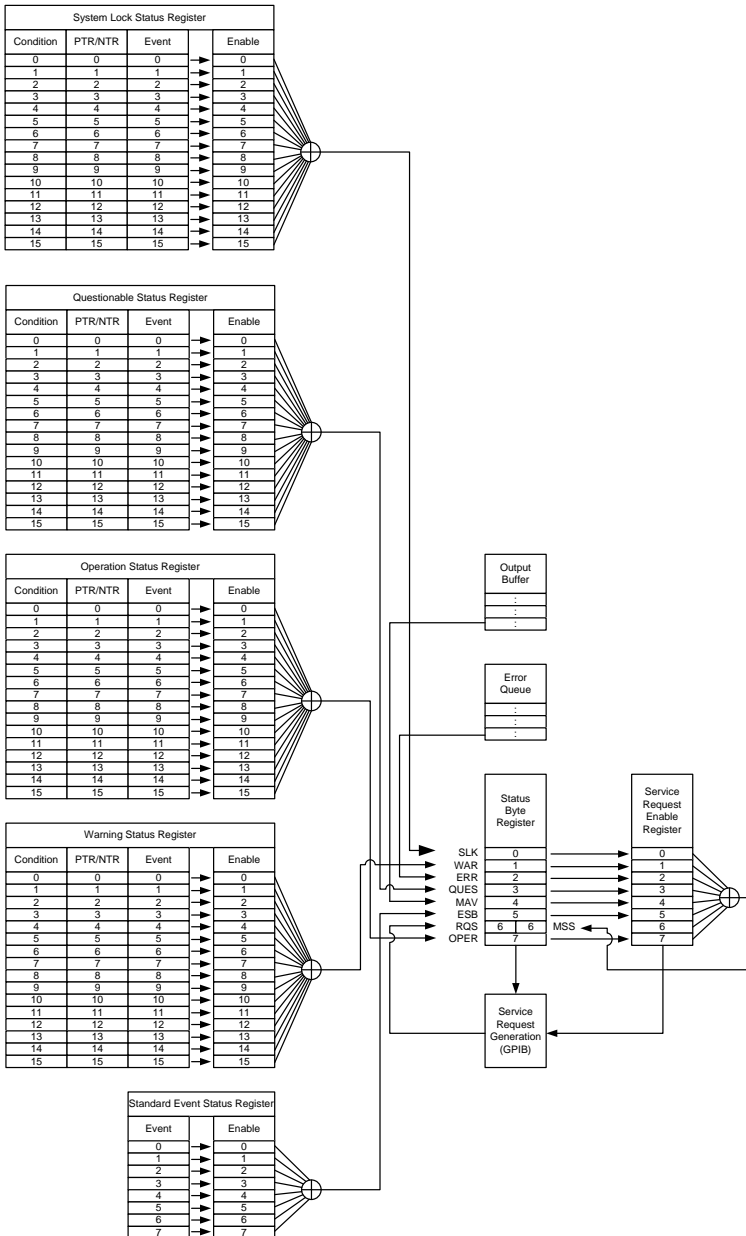 System Lock Status Register
Condition PTR/NTR Event Enable
0 0 0 0
1 1 1 1
2 2 2 2
3 3 3 3
4 4 4 4
5 5 5 5
6 6 6 6
7 7 7 7
8 8 8 8
9 9 9 9
10 10 10 10
11 11 11 11
12 12 12 12
13 13 13 13
14 14 14 14
15 15 15 15
Questionable Status Register
Condition PTR/NTR Event Enable
0 0 0 0
1 1 1 1
2 2 2 2
3 3 3 3
4 4 4 4
5 5 5 5
6 6 6 6
7 7 7 7
8 8 8 8
9 9 9 9
10 10 10 10
11 11 11 11
12 12 12 12
13 13 13 13
14 14 14 14
15 15 15 15
Operation Status Register
Condition PTR/NTR Event Enable
0 0 0 0
1 1 1 1
2 2 2 2
3 3 3 3
4 4 4 4
5 5 5 5
6 6 6 6
7 7 7 7
8 8 8 8
9 9 9 9
10 10 10 10
11 11 11 11
12 12 12 12
13 13 13 13
14 14 14 14
15 15 15 15
Warning Status Register
Condition PTR/NTR Event Enable
0 0 0 0
1 1 1 1
2 2 2 2
3 3 3 3
4 4 4 4
5 5 5 5
6 6 6 6
7 7 7 7
8 8 8 8
9 9 9 9
10 10 10 10
11 11 11 11
12 12 12 12
13 13 13 13
14 14 14 14
15 15 15 15
Standard Event Status Register
Event Enable
0 0
1 1
2 2
3 3
4 4
5 5
6 6
7 7
Output
Buffer
:
:
:
Error
Queue
:
:
:
Status
Byte
Register
SLK 0
WAR 1
ERR 2
QUES 3
MAV 4
ESB 5
RQS 6 6 MSS
OPER 7
Service
Request
Enable
Register
0
1
2
3
4
5
6
7
Service
Request
Generation
(GPIB)